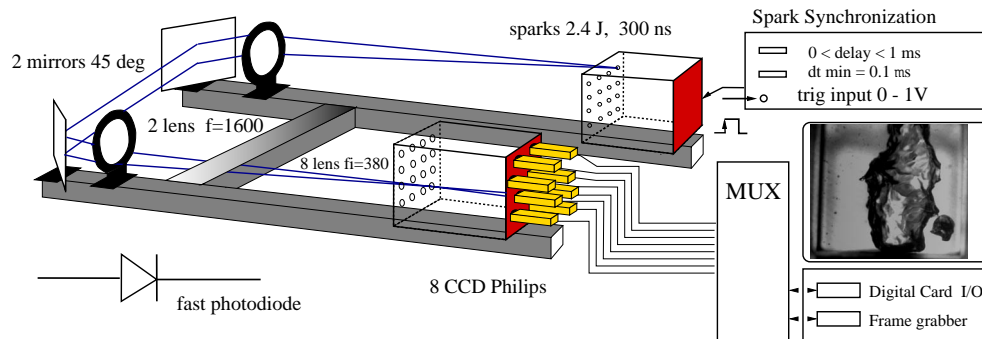 Spark Synchronization
sparks 2.4 J, 300 ns
0 < delay < 1 ms
2 mirrors 45 deg
dt min = 0.1 ms
trig input 0 - 1V
2 lens f=1600
8 lens fi=380
MUX
8 CCD Philips
fast photodiode
Digital Card I/O
Frame grabber